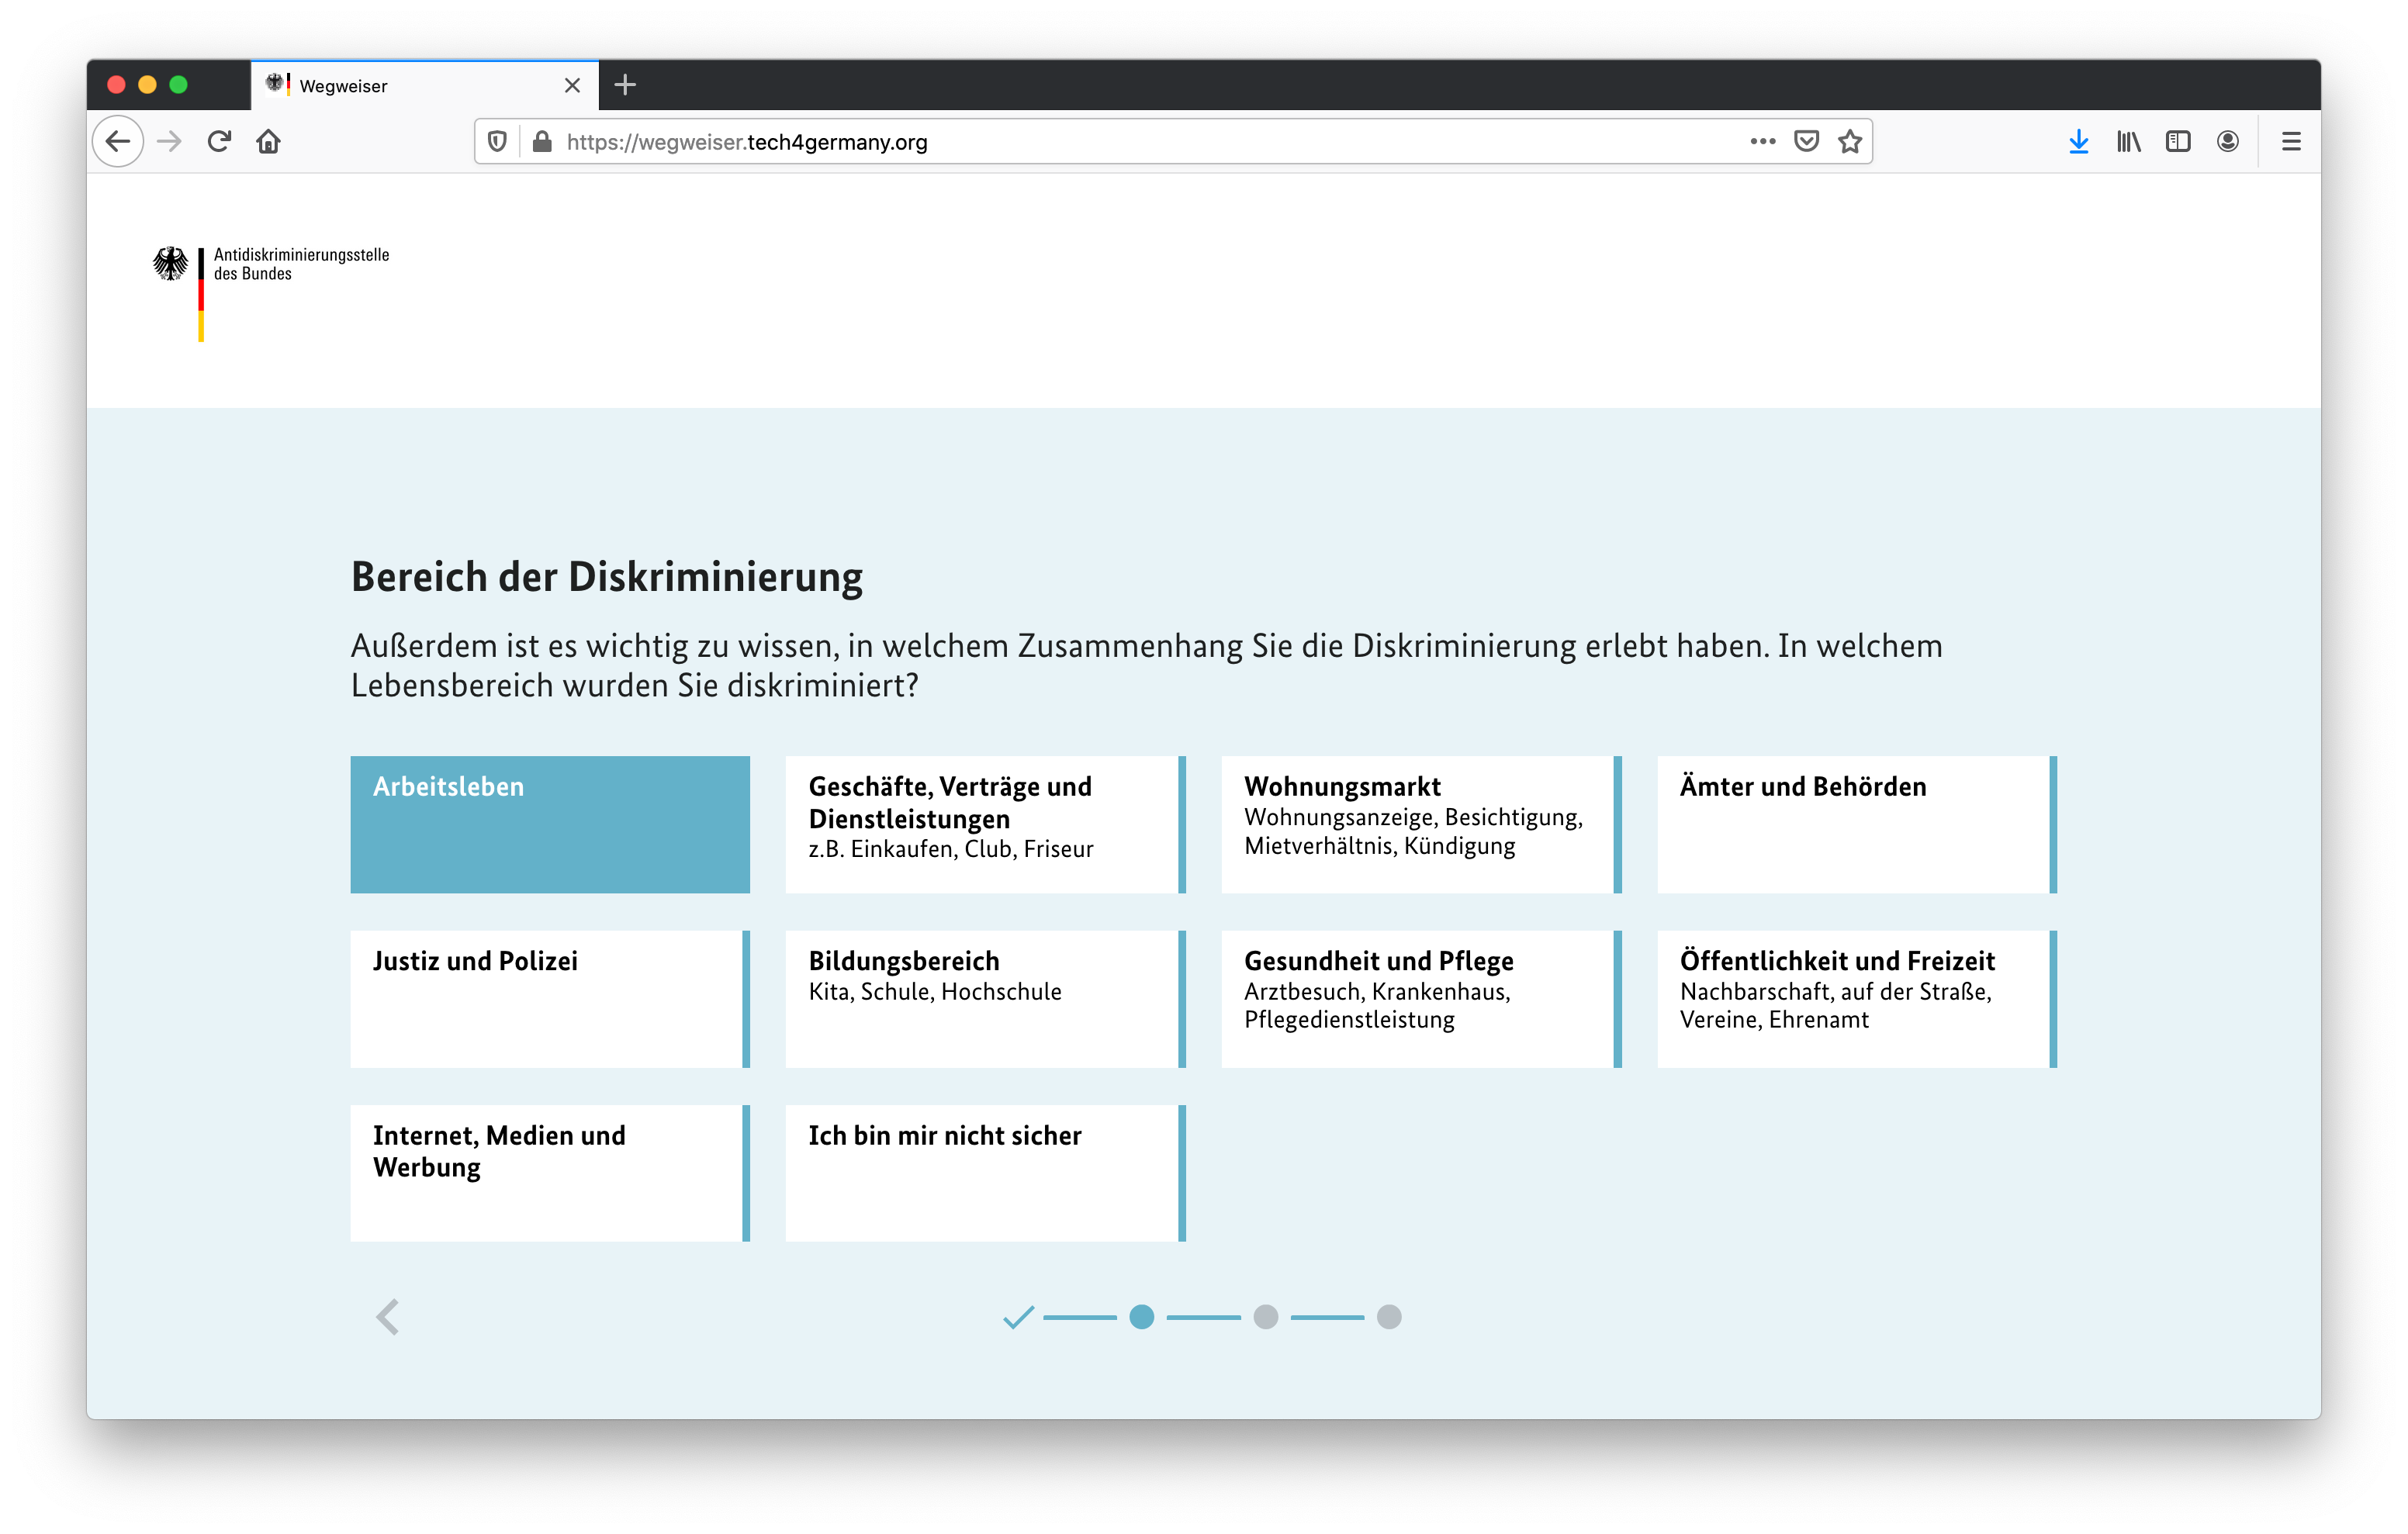 Wegweiser
https://wegweiser.tech4germany.org
Antidiskriminierungsstelle
des Bundes
Bereich der Diskriminierung
Außerdem ist es wichtig zu wissen, in welchem Zusammenhang Sie die Diskriminierung erlebt haben. In welchem
Lebensbereich wurden Sie diskriminiert?
Arbeitsleben
Geschäfte, Verträge und
Dienstleistungen
z.B. Einkaufen, Club, Friseur
Wohnungsmarkt
Wohnungsanzeige, Besichtigung,
Mietverhältnis, Kündigung
Ämter und Behörden
Justiz und Polizei
Bildungsbereich
Kita, Schule, Hochschule
Gesundheit und Pflege
Arztbesuch, Krankenhaus,
Pflegedienstleistung
Öffentlichkeit und Freizeit
Nachbarschaft, auf der Straße,
Vereine, Ehrenamt
Internet, Medien und
Werbung
Ich bin mir nicht sicher